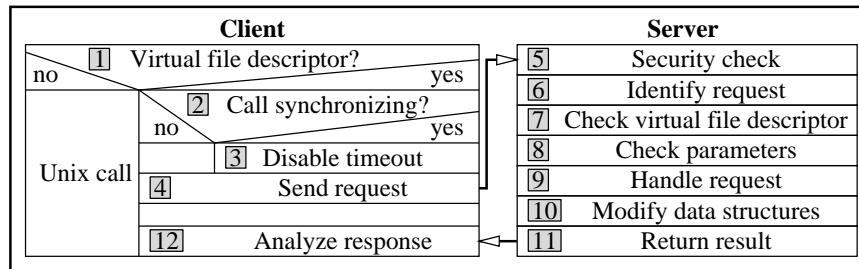 Client
1 Virtual file descriptor?
no yes
2 Call synchronizing?
no yes
3 Disable timeout
Unix call
4 Send request
12 Analyze response
Server
5 Security check
6 Identify request
7 Check virtual file descriptor
8 Check parameters
9 Handle request
10 Modify data structures
11 Return result